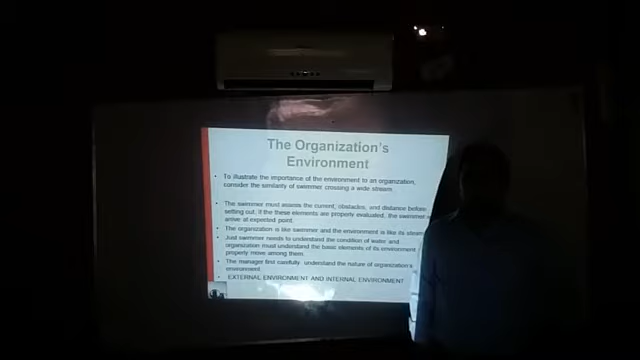 The Organization's
Environment
To illustrate the importance of the environment to an organization,
consider the similarity of swimmer crossing a wide stream.
The swimmer must assess the current, obstacles, and distance before
setting out. If the these elements are properly evaluated, the swimmer
arrive at expected point.
The organization is like swimmer and the environment is like its stream
Just swimmer needs to understand the condition of water and
organization must understand the basic elements of its environment
properly move among them.
The manager first carefully understand the nature of organization's
environment.
EXTERNAL ENVIRONMENT AND INTERNAL ENVIRONMENT